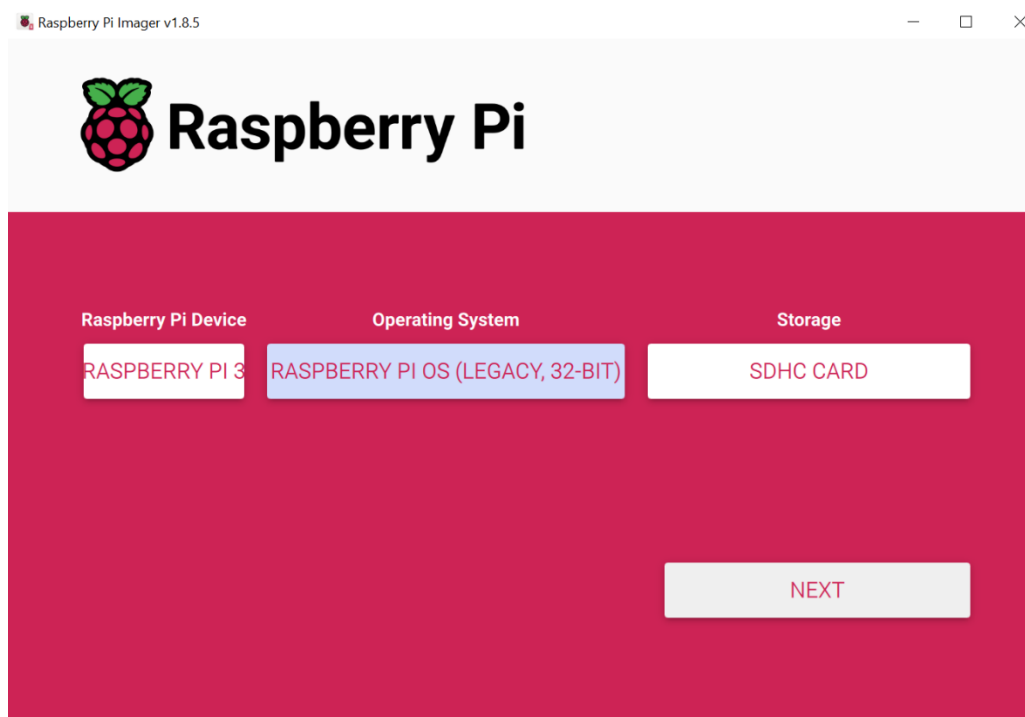 Raspberry Pi Imager v1.8.5
Raspberry Pi
Raspberry Pi Device Operating System Storage
RASPBERRY PI 3 RASPBERRY PI OS (LEGACY, 32-BIT) SDHC CARD
NEXT